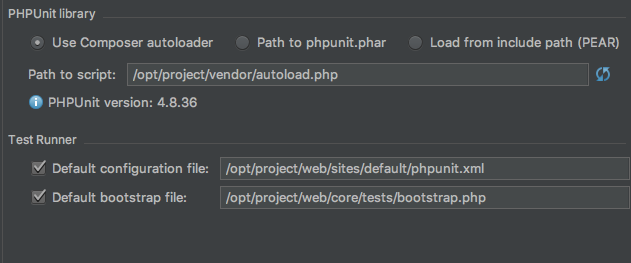 PHPUnit library
Use Composer autoloader Path to phpunit.phar Load from include path (PEAR)
Path to script: /opt/project/vendor/autoload.php
PHPUnit version: 4.8.36
Test Runner
Default configuration file: /opt/project/web/sites/default/phpunit.xml
Default bootstrap file: /opt/project/web/core/tests/bootstrap.php